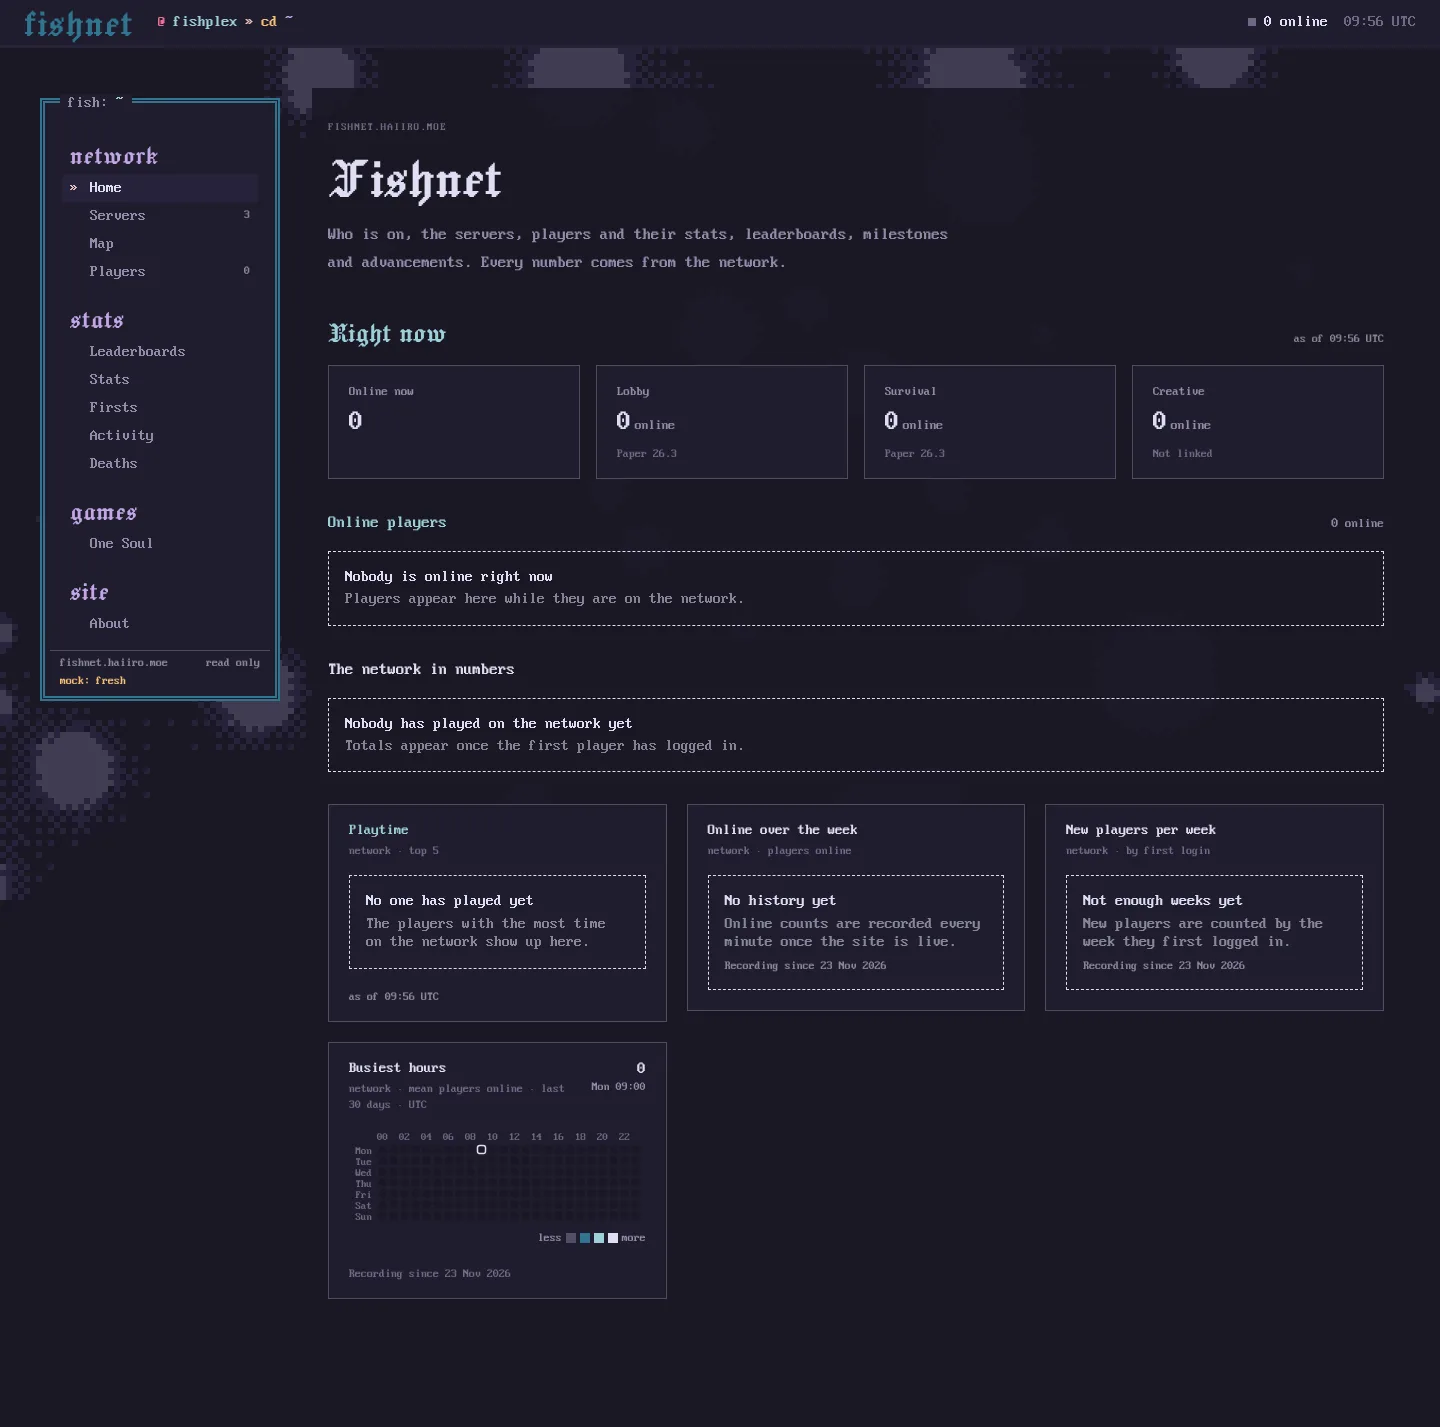 fishnet
@ fishplex » cd ~
0 online 09:56 UTC
fish: ~
network
» Home
Servers 3
Map
Players 0
stats
Leaderboards
Stats
Firsts
Activity
Deaths
games
One Soul
site
About
fishnet.haiiro.moe read only
mock: fresh
FISHNET.HAIIRO.MOE
Fishnet
Who is on, the servers, players and their stats, leaderboards, milestones
and advancements. Every number comes from the network.
Right now
as of 09:56 UTC
Online now
0
Lobby
0 online
Paper 26.3
Survival
0 online
Paper 26.3
Creative
0 online
Not linked
Online players
0 online
Nobody is online right now
Players appear here while they are on the network.
The network in numbers
Nobody has played on the network yet
Totals appear once the first player has logged in.
Playtime
network · top 5
No one has played yet
The players with the most time
on the network show up here.
as of 09:56 UTC
Online over the week
network · players online
No history yet
Online counts are recorded every
minute once the site is live.
Recording since 23 Nov 2026
New players per week
network · by first login
Not enough weeks yet
New players are counted by the
week they first logged in.
Recording since 23 Nov 2026
Busiest hours 0
network · mean players online · last Mon 09:00
30 days · UTC
00 02 04 06 08 10 12 14 16 18 20 22
Mon
Tue
Wed
Thu
Fri
Sat
Sun
less more
Recording since 23 Nov 2026